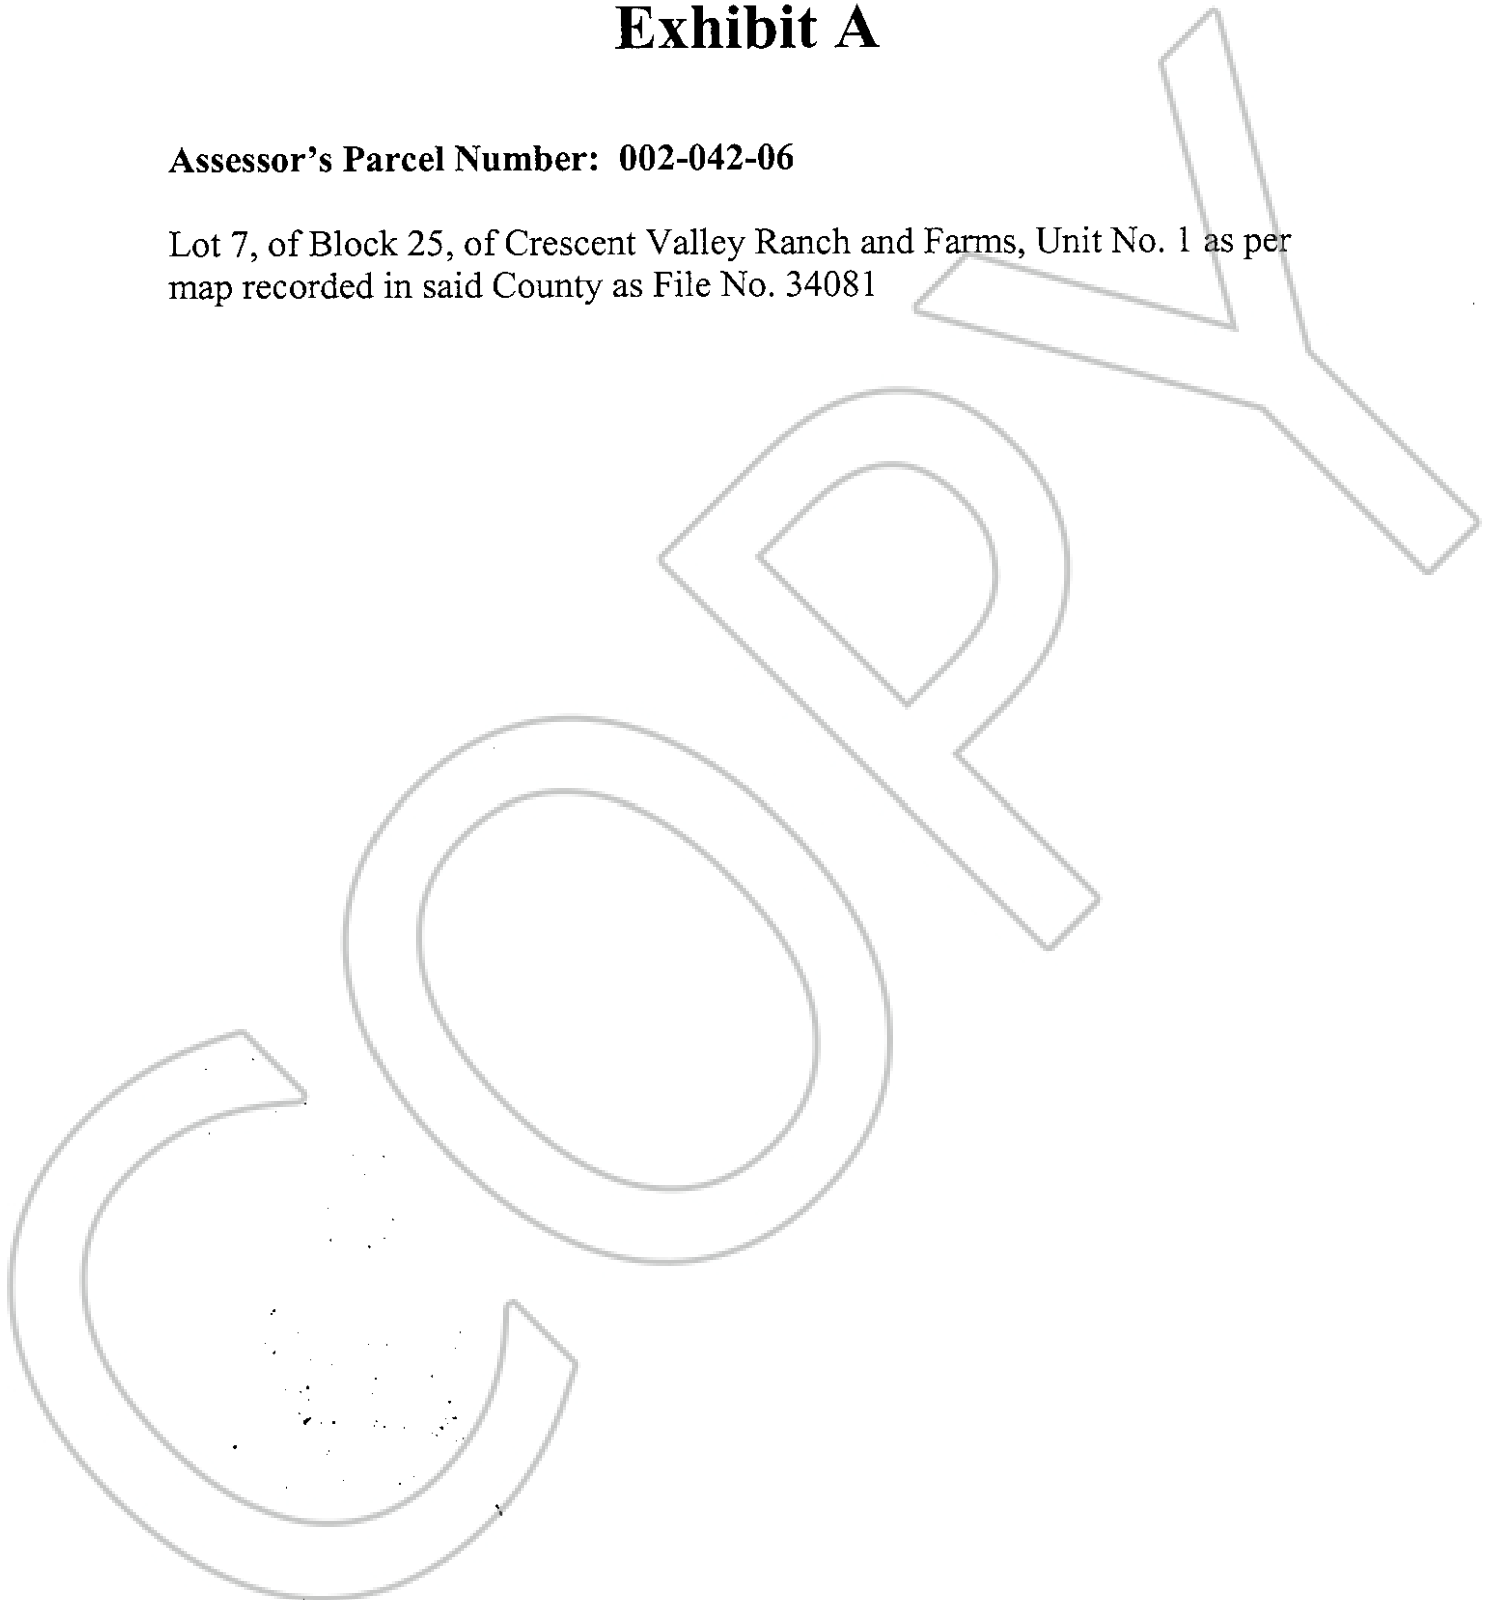 Exhibit A
Assessor's Parcel Number: 002-042-06
Lot 7, of Block 25, of Crescent Valley Ranch and Farms, Unit No. 1 as per
map recorded in said County as File No. 34081
COPY